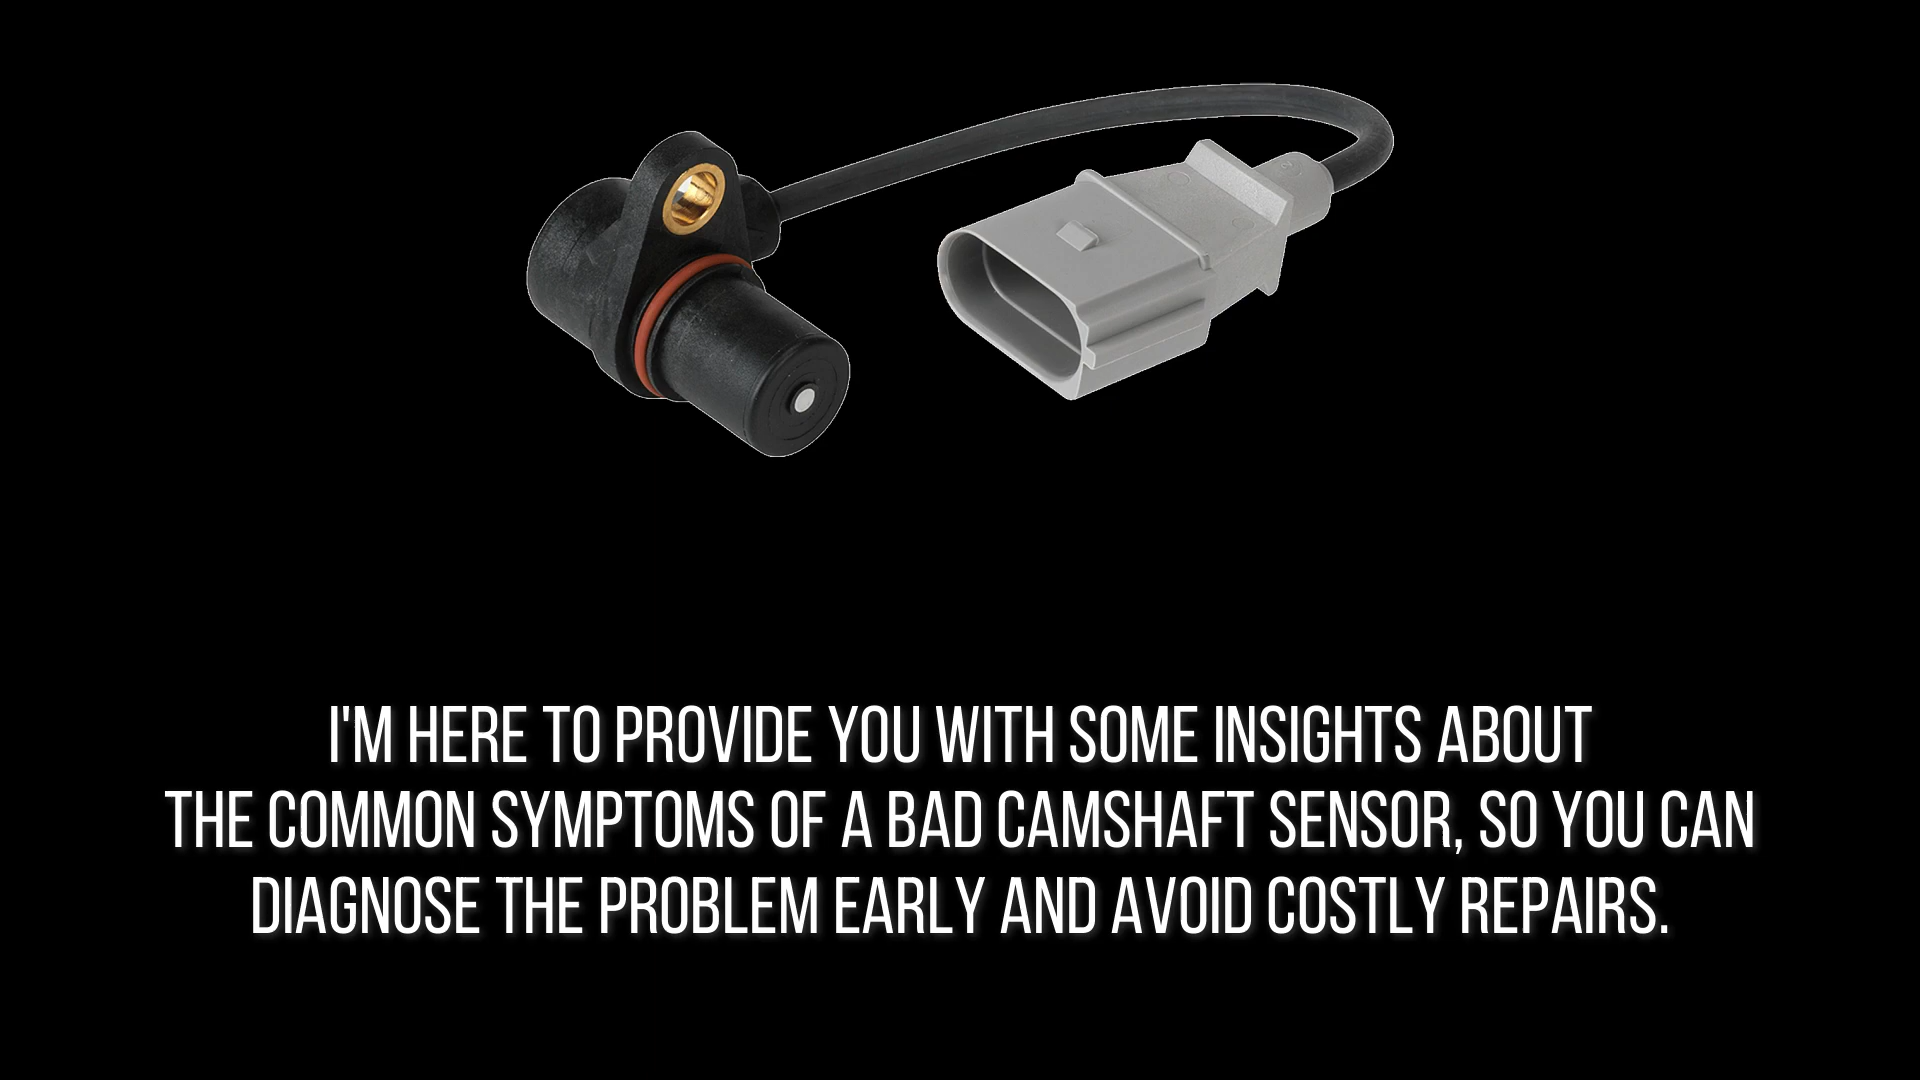 I'M HERE TO PROVIDE YOU WITH SOME INSIGHTS ABOUT
THE COMMON SYMPTOMS OF A BAD CAMSHAFT SENSOR, SO YOU CAN
DIAGNOSE THE PROBLEM EARLY AND AVOID COSTLY REPAIRS.